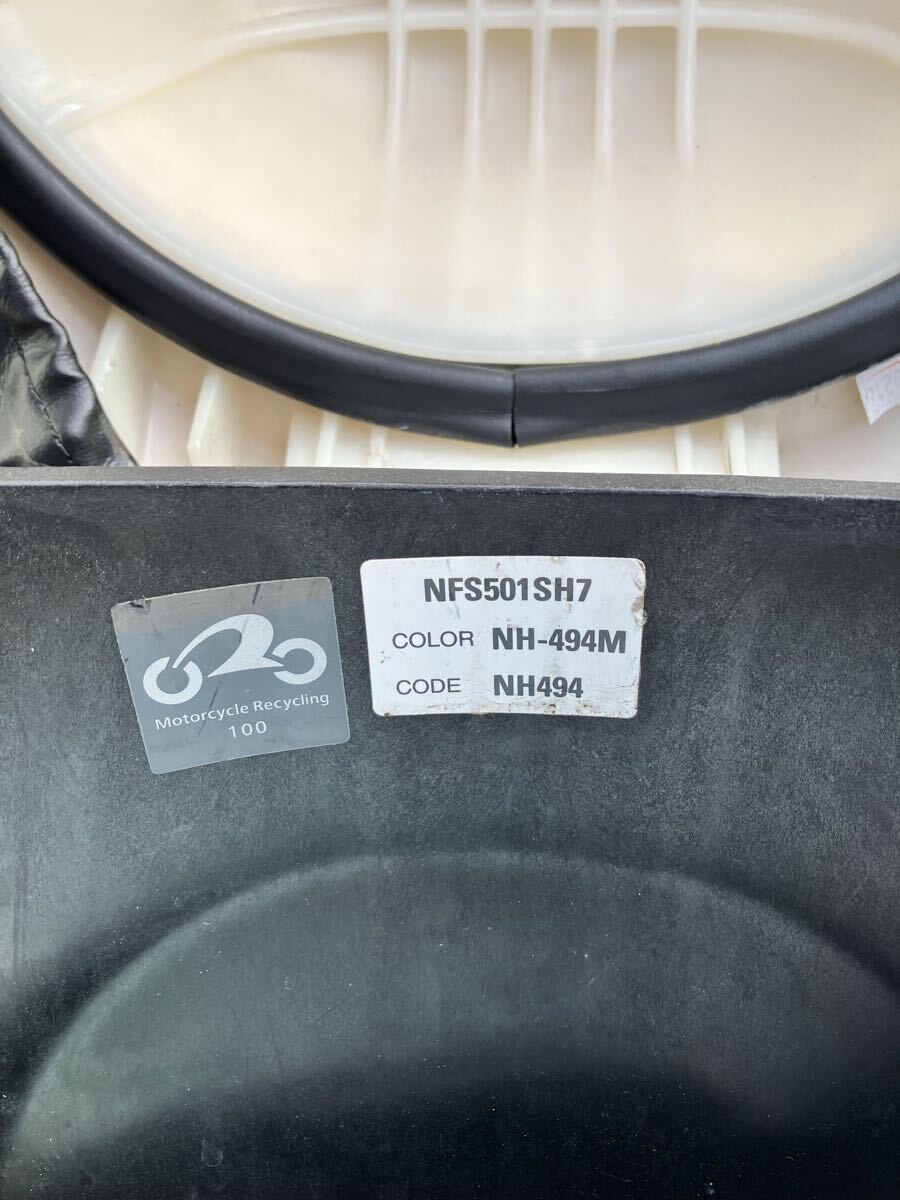 NFS501SH7
COLOR NH-494M
CODE NH494
Motorcycle Recycling
100